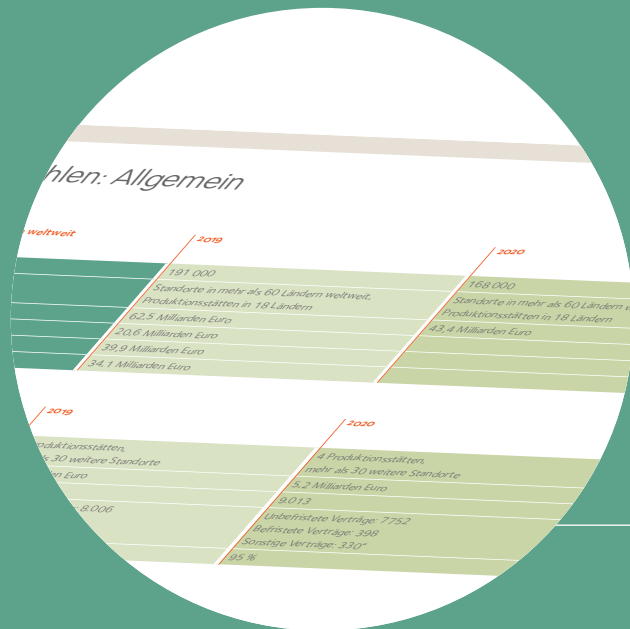 hlen: Allgemein
weltweit
2019
2020
191 000
168 000
Standorte in mehr als 60 Ländern weltweit,
Produktionsstätten in 18 Ländern
Standorte in mehr als 60 Ländern
Produktionsstätten in 18 Ländern
62,5 Milliarden Euro
43,4 Milliarden Euro
20,6 Milliarden Euro
39,9 Milliarden Euro
34,1 Milliarden Euro
2019
2020
oduktionsstätten,
ls 30 weitere Standorte
4 Produktionsstätten,
mehr als 30 weitere Standorte
en Euro
5,2 Milliarden Euro
9.013
: 8.006
Unbefristete Verträge: 7752
Befristete Verträge: 398
Sonstige Verträge: 330*
95 %